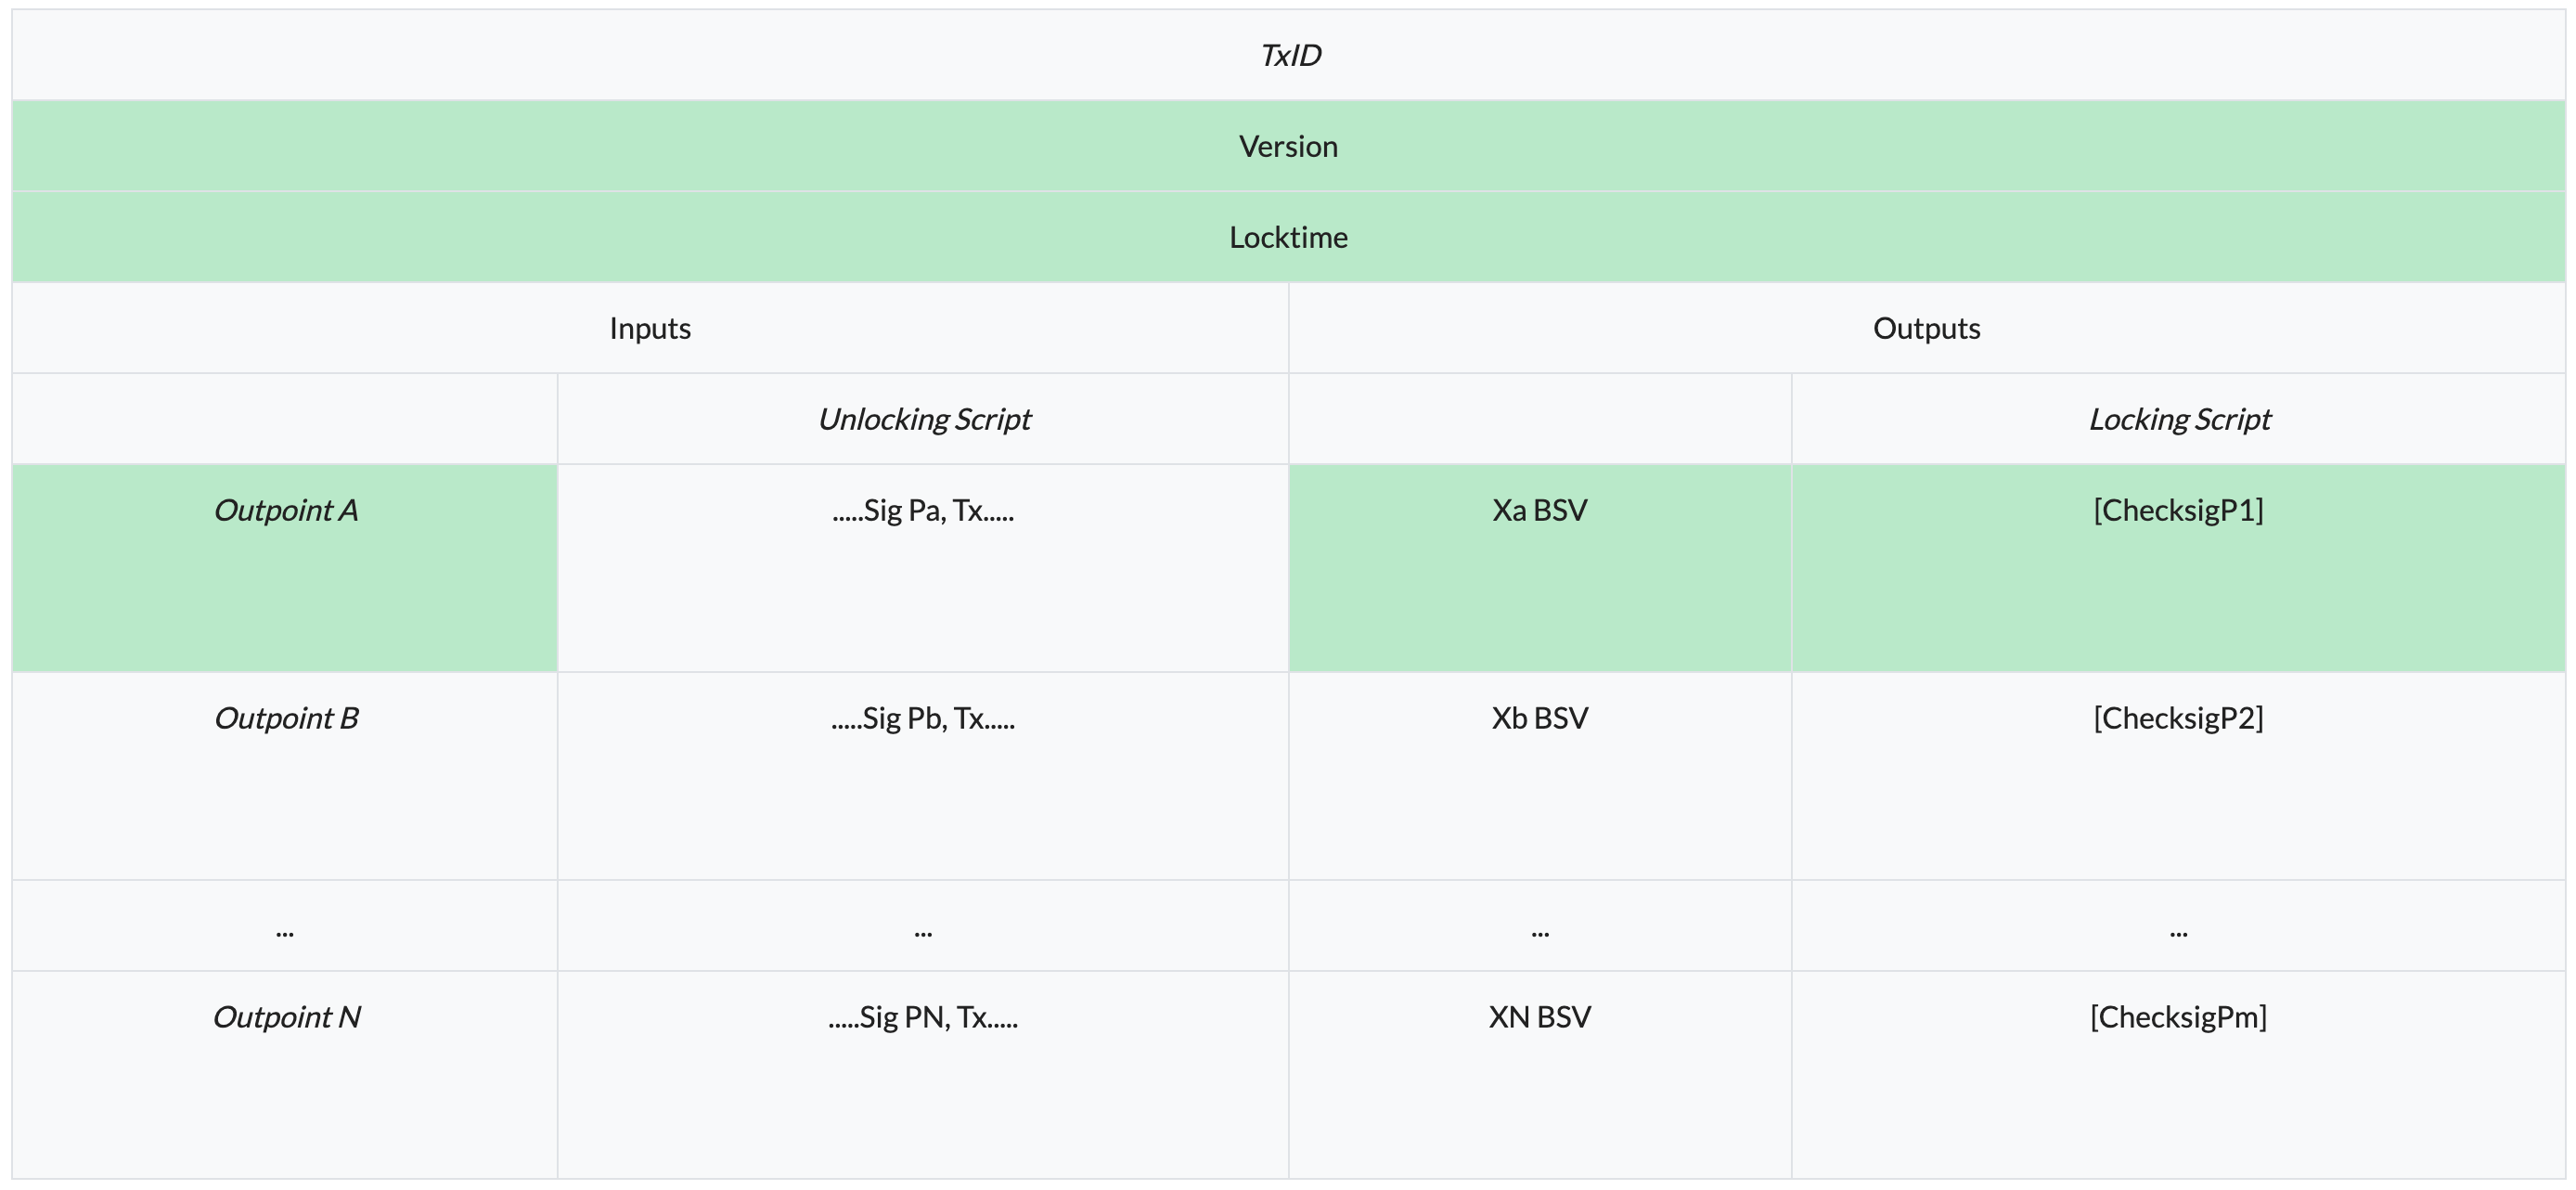 TxID
Version
Locktime
Inputs Outputs
Unlocking Script Locking Script
Outpoint A .....Sig Pa, Tx..... Xa BSV [ChecksigP1]
Outpoint B .....Sig Pb, Tx..... Xb BSV [ChecksigP2]
... ... ... ...
Outpoint N .....Sig PN, Tx..... XN BSV [ChecksigPm]